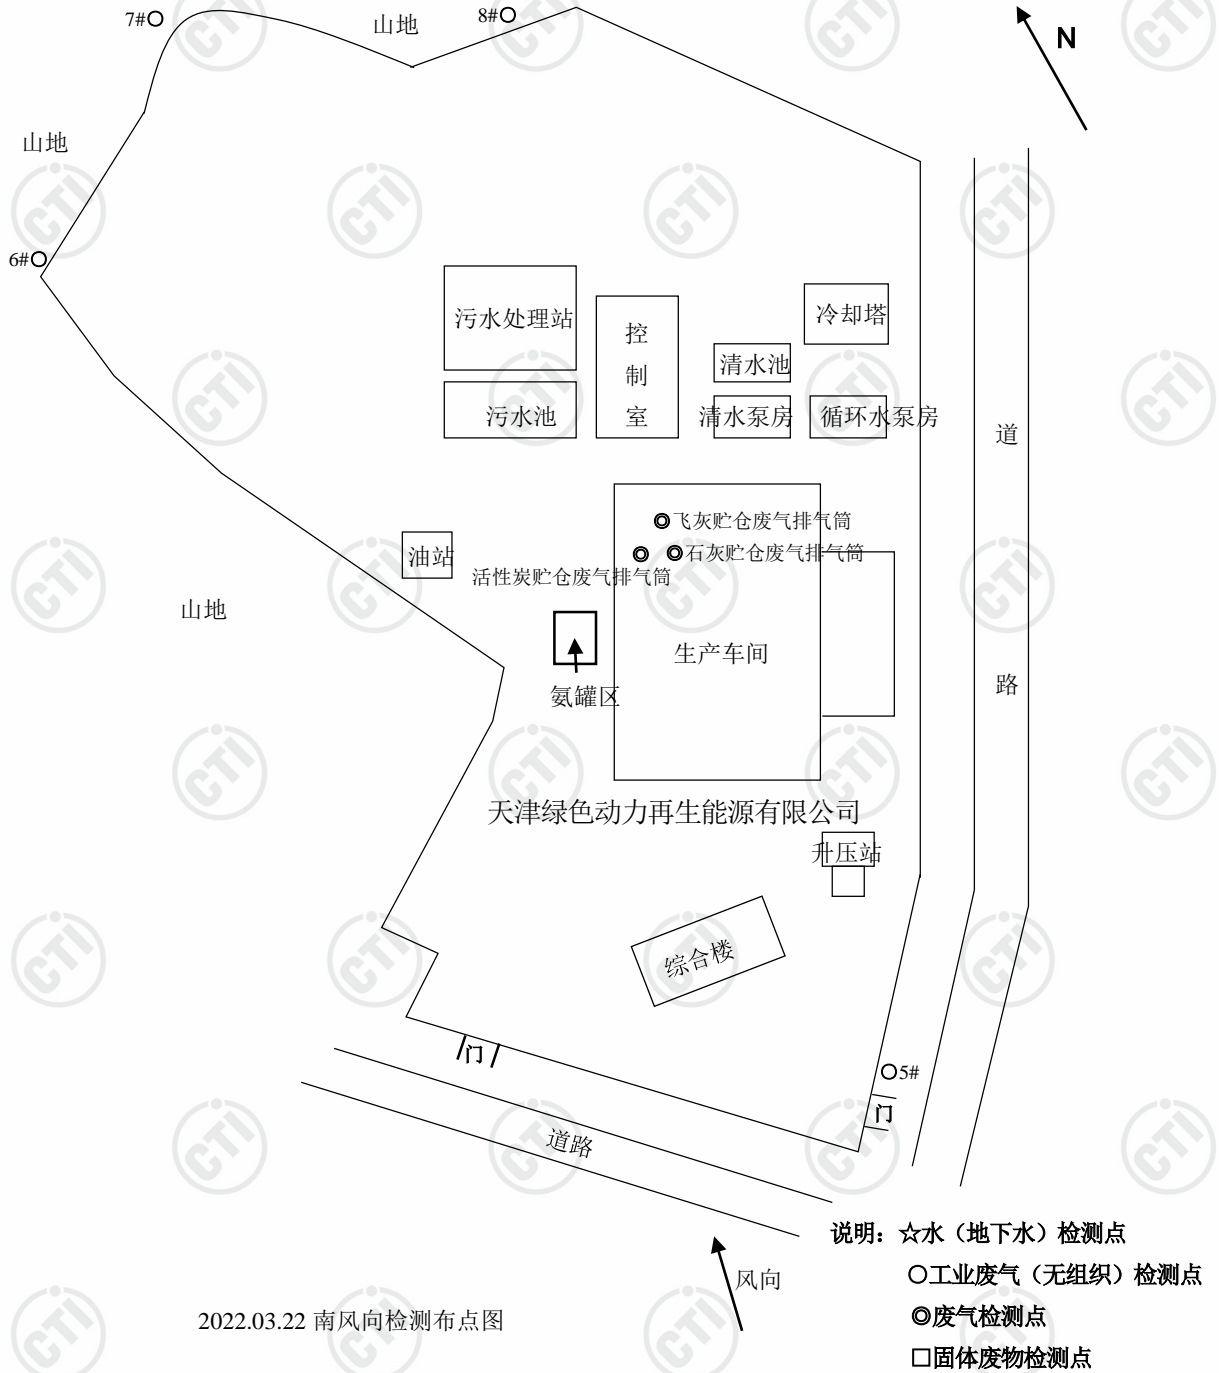 7#
山地
8#
N
山地
6#
污水处理站
控制室
冷却塔
清水池
污水池
清水泵房
循环水泵房
道路
飞灰贮仓废气排气筒
石灰贮仓废气排气筒
油站
活性炭贮仓废气排气筒
山地
生产车间
氨罐区
天津绿色动力再生能源有限公司
升压站
综合楼
门
5#
门
道路
说明：☆水（地下水）检测点
○工业废气（无组织）检测点
◎废气检测点
□固体废物检测点
风向
2022.03.22 南风向检测布点图
CTI